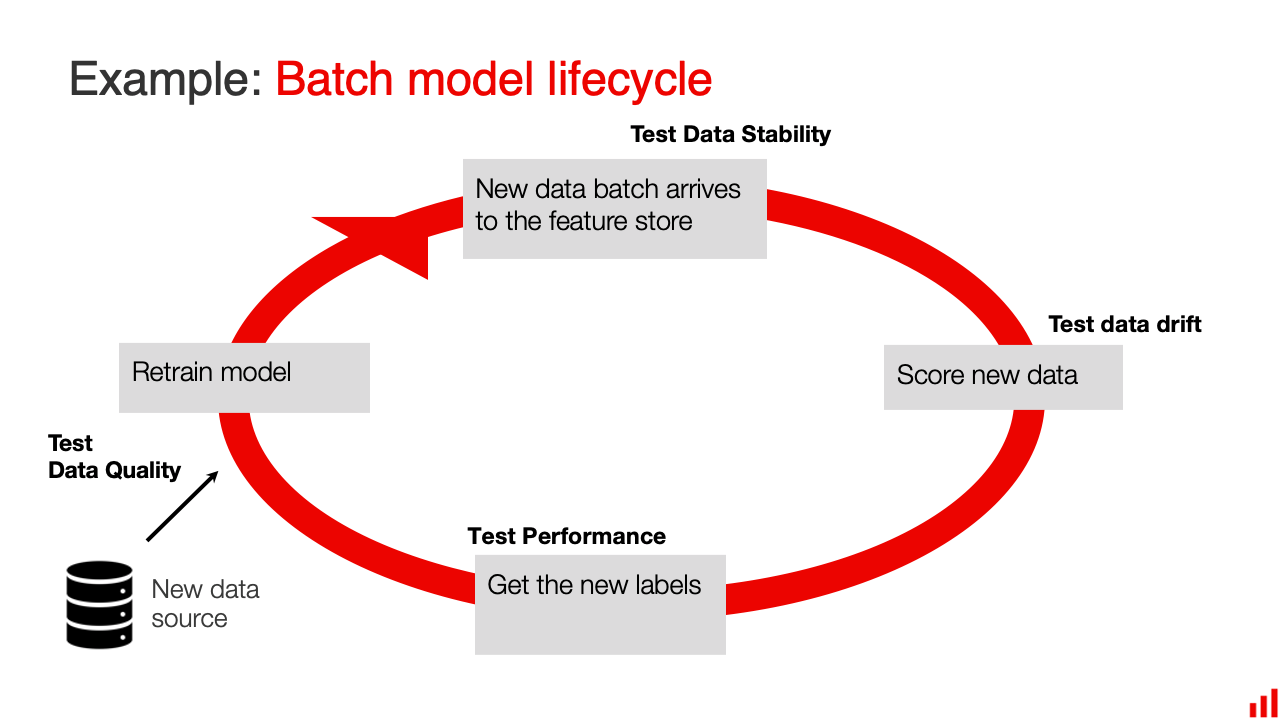 Example: Batch model lifecycle
Test Data Stability
New data batch arrives
to the feature store
Test data drift
Score new data
Retrain model
Test
Data Quality
Test Performance
Get the new labels
New data
source